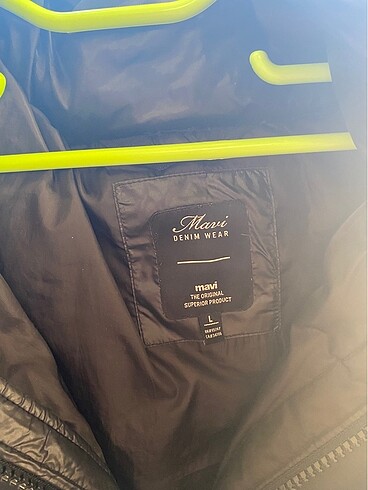 Mavi
DENIM WEAR
mavi
THE ORIGINAL
SUPERIOR PRODUCT
L